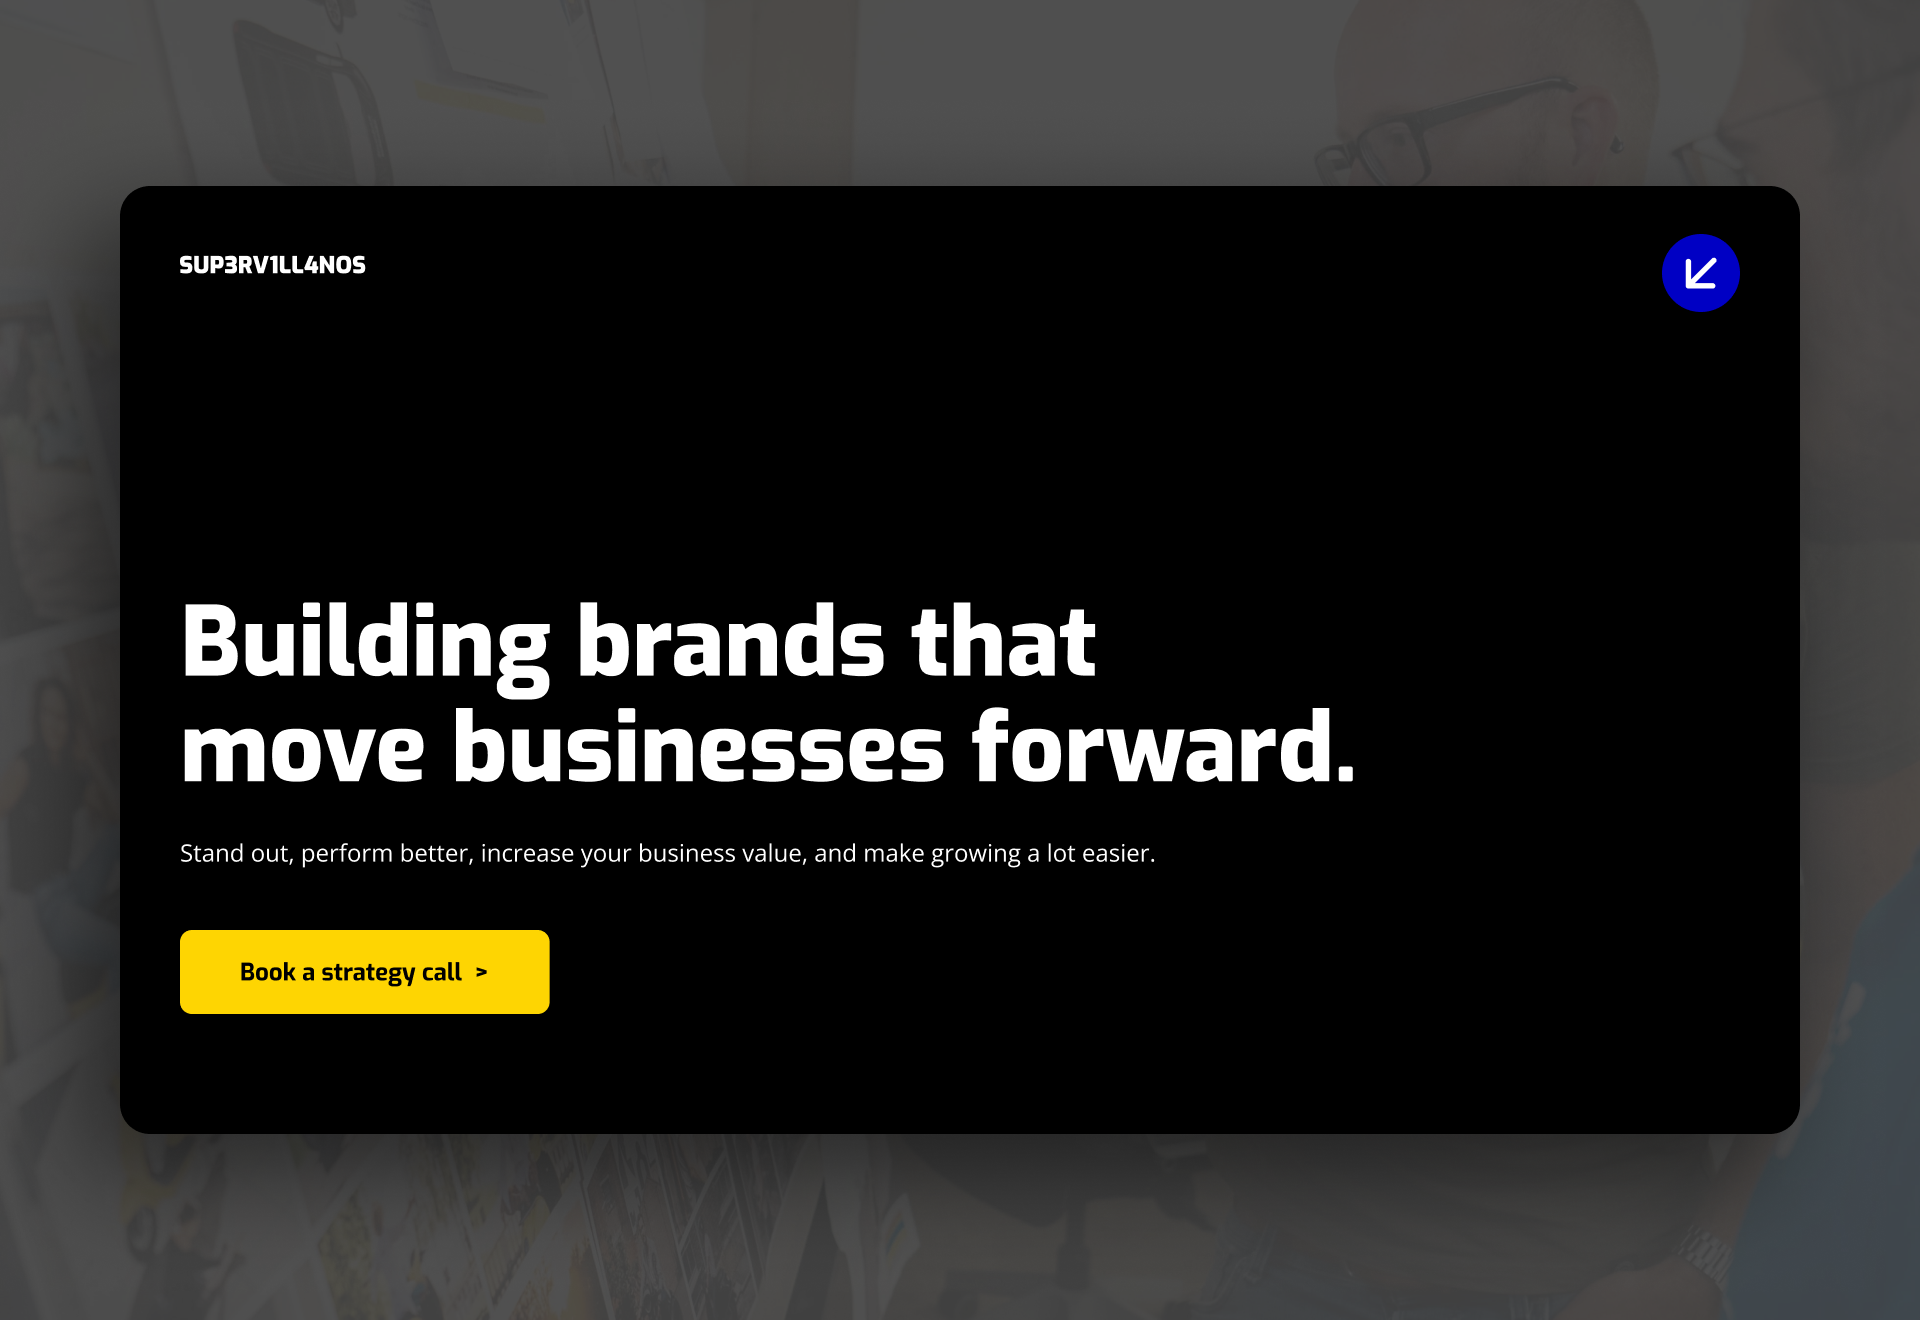 SUP3RV1LL4NOS
Building brands that
move businesses forward.
Stand out, perform better, increase your business value, and make growing a lot easier.
Book a strategy call >